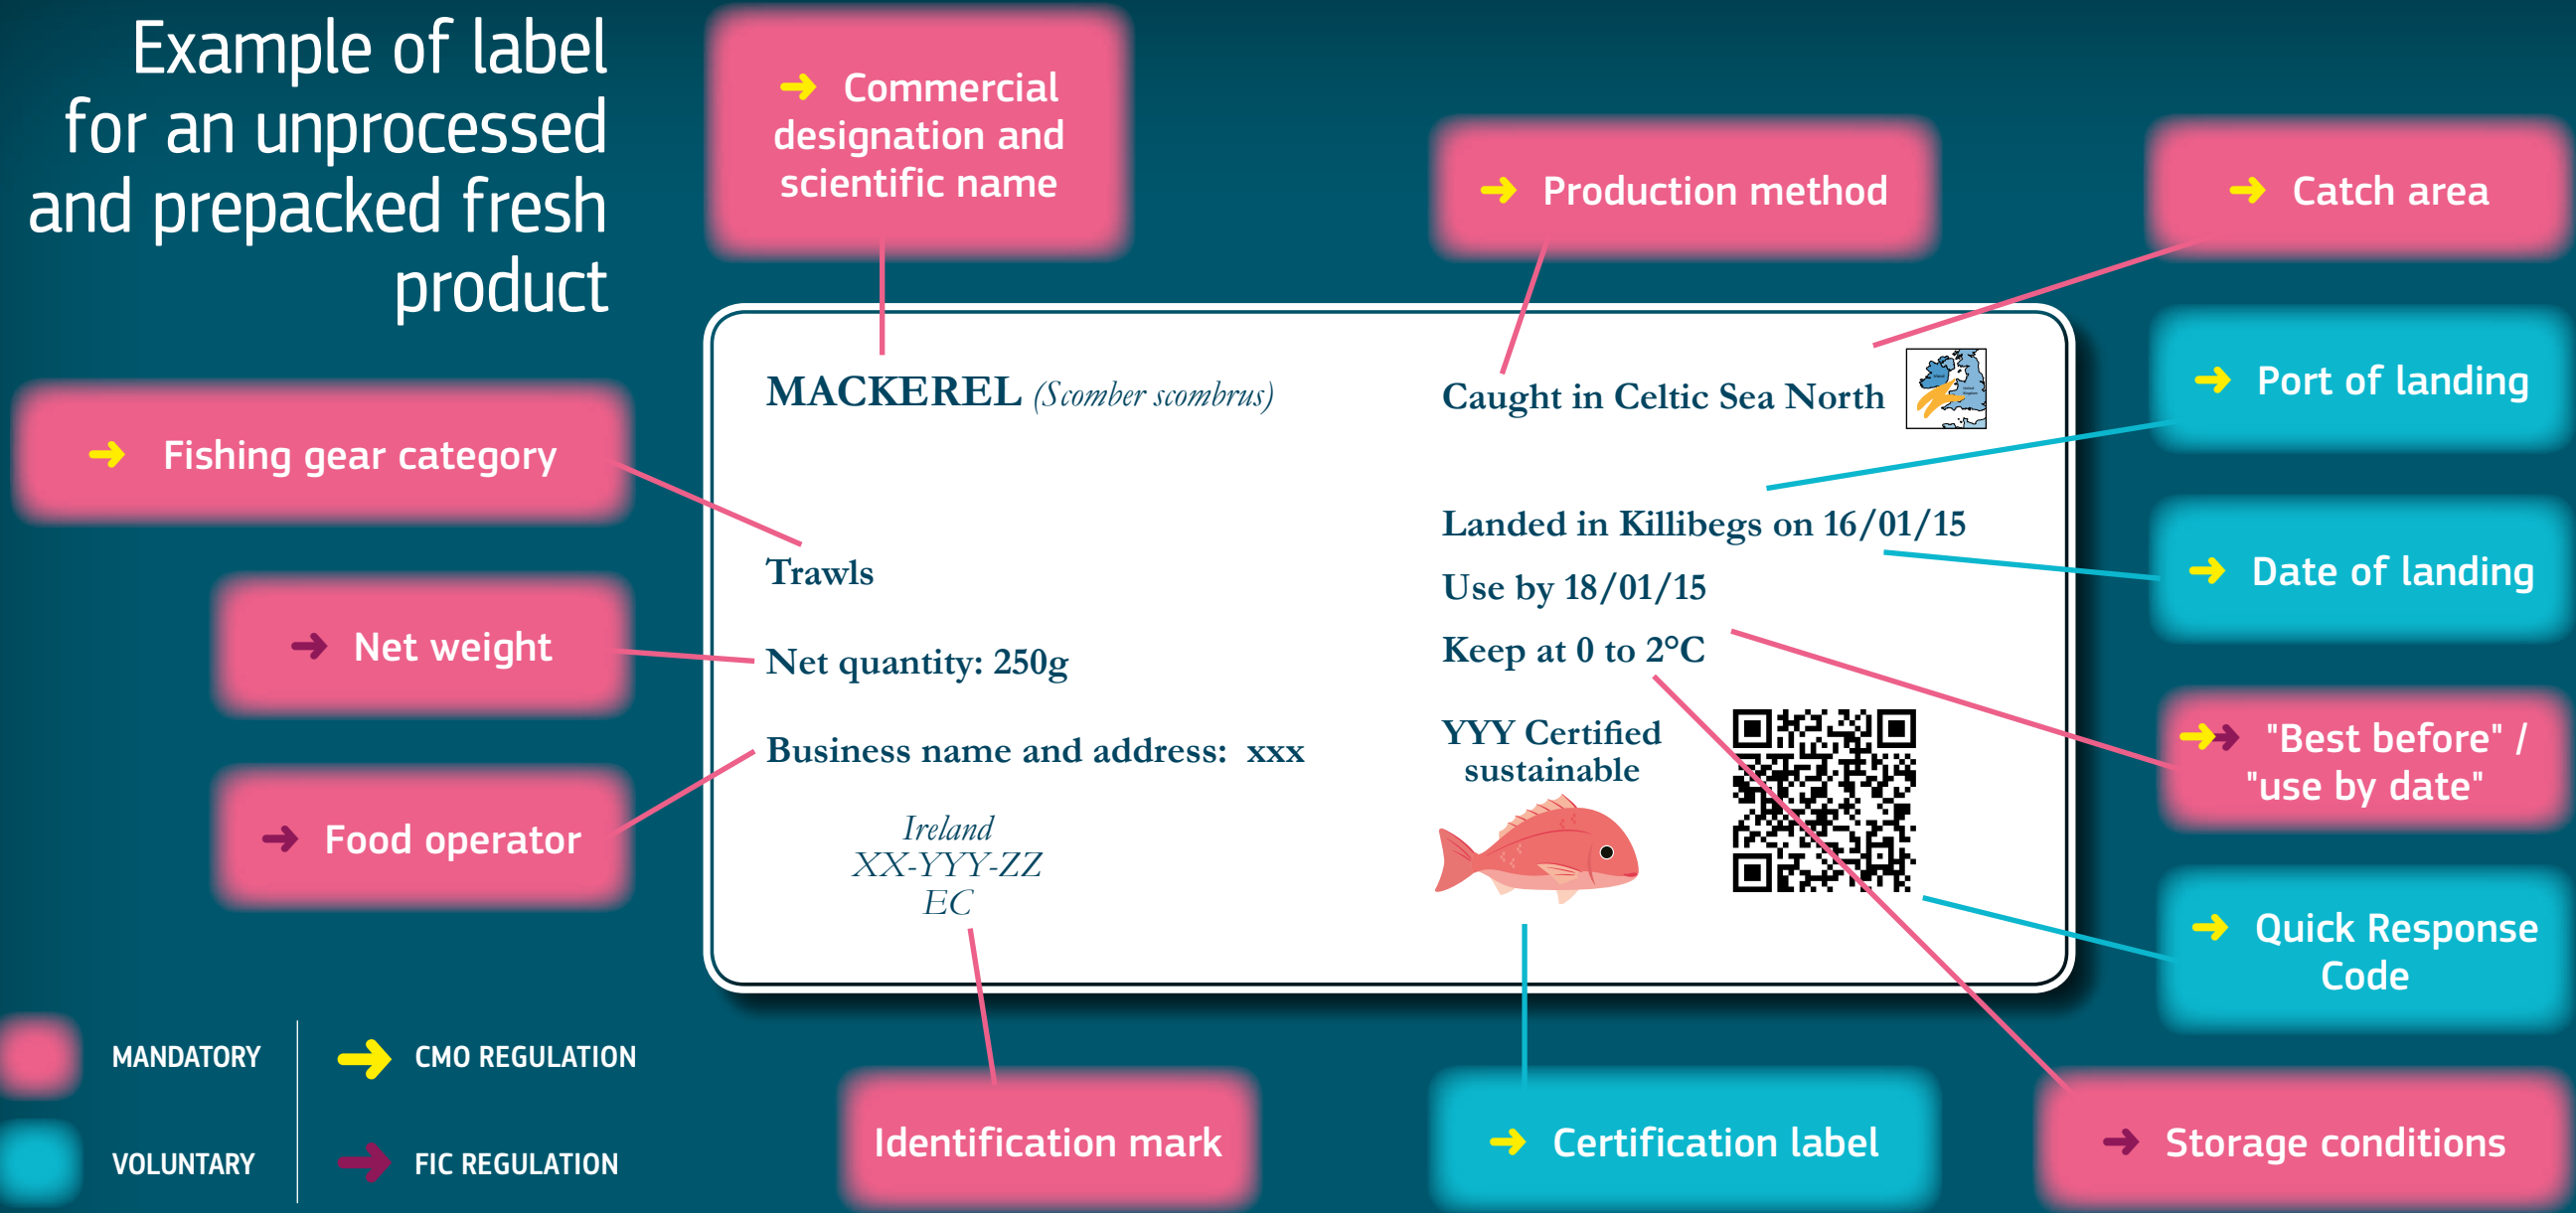 Example of label
for an unprocessed
and prepacked fresh
product
Commercial
designation and
scientific name
Production method
Catch area
Port of landing
Date of landing
"Best before" /
"use by date"
Quick Response
Code
Storage conditions
Certification label
Identification mark
Fishing gear category
Net weight
Food operator
MACKEREL (Scomber scombrus)
Trawls
Net quantity: 250g
Business name and address: xxx
Ireland
XX-YYY-ZZ
EC
Caught in Celtic Sea North
Landed in Killibegs on 16/01/15
Use by 18/01/15
Keep at 0 to 2°C
YYY Certified
sustainable
MANDATORY
VOLUNTARY
CMO REGULATION
FIC REGULATION